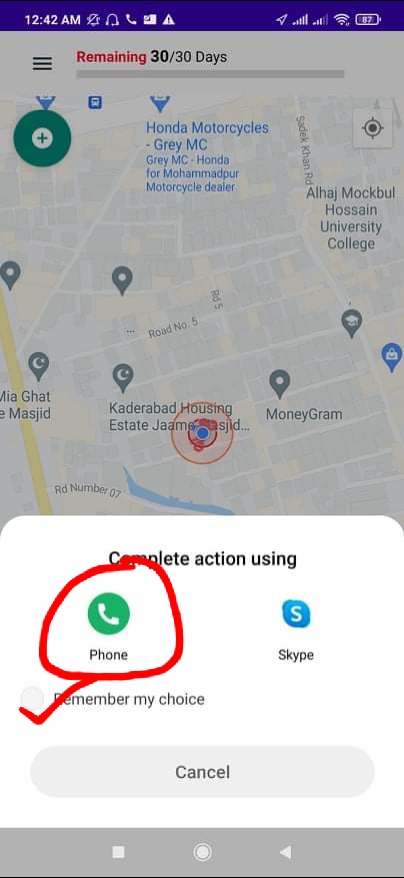 12:42 AM
87
Remaining 30/30 Days
Honda Motorcycles
- Grey MC
Grey MC - Honda
for Mohammadpur
Motorcycle dealer
Sadek Khan Rd
Alhaj Mockbul
Hossain
University
College
Rd 5
Road No. 5
Mia Ghat
e Masjid
Kaderabad Housing
Estate Jaame Masjid...
MoneyGram
Rd Number 07
Complete action using
Phone
Skype
Remember my choice
Cancel